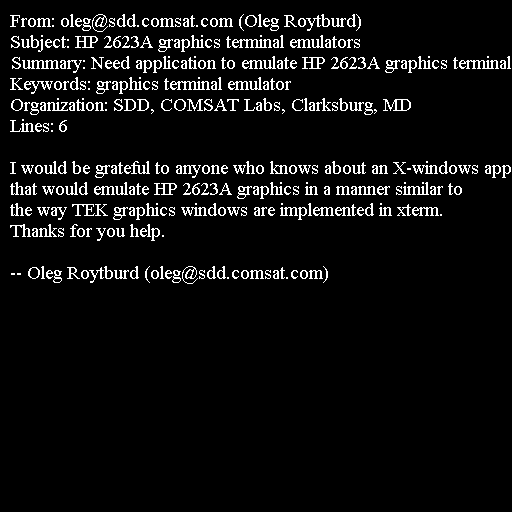 From: oleg@sdd.comsat.com (Oleg Roytburd)
Subject: HP 2623A graphics terminal emulators
Summary: Need application to emulate HP 2623A graphics terminal
Keywords: graphics terminal emulator
Organization: SDD, COMSAT Labs, Clarksburg, MD
Lines: 6
I would be grateful to anyone who knows about an X-windows app
that would emulate HP 2623A graphics in a manner similar to
the way TEK graphics windows are implemented in xterm.
Thanks for you help.
-- Oleg Roytburd (oleg@sdd.comsat.com)